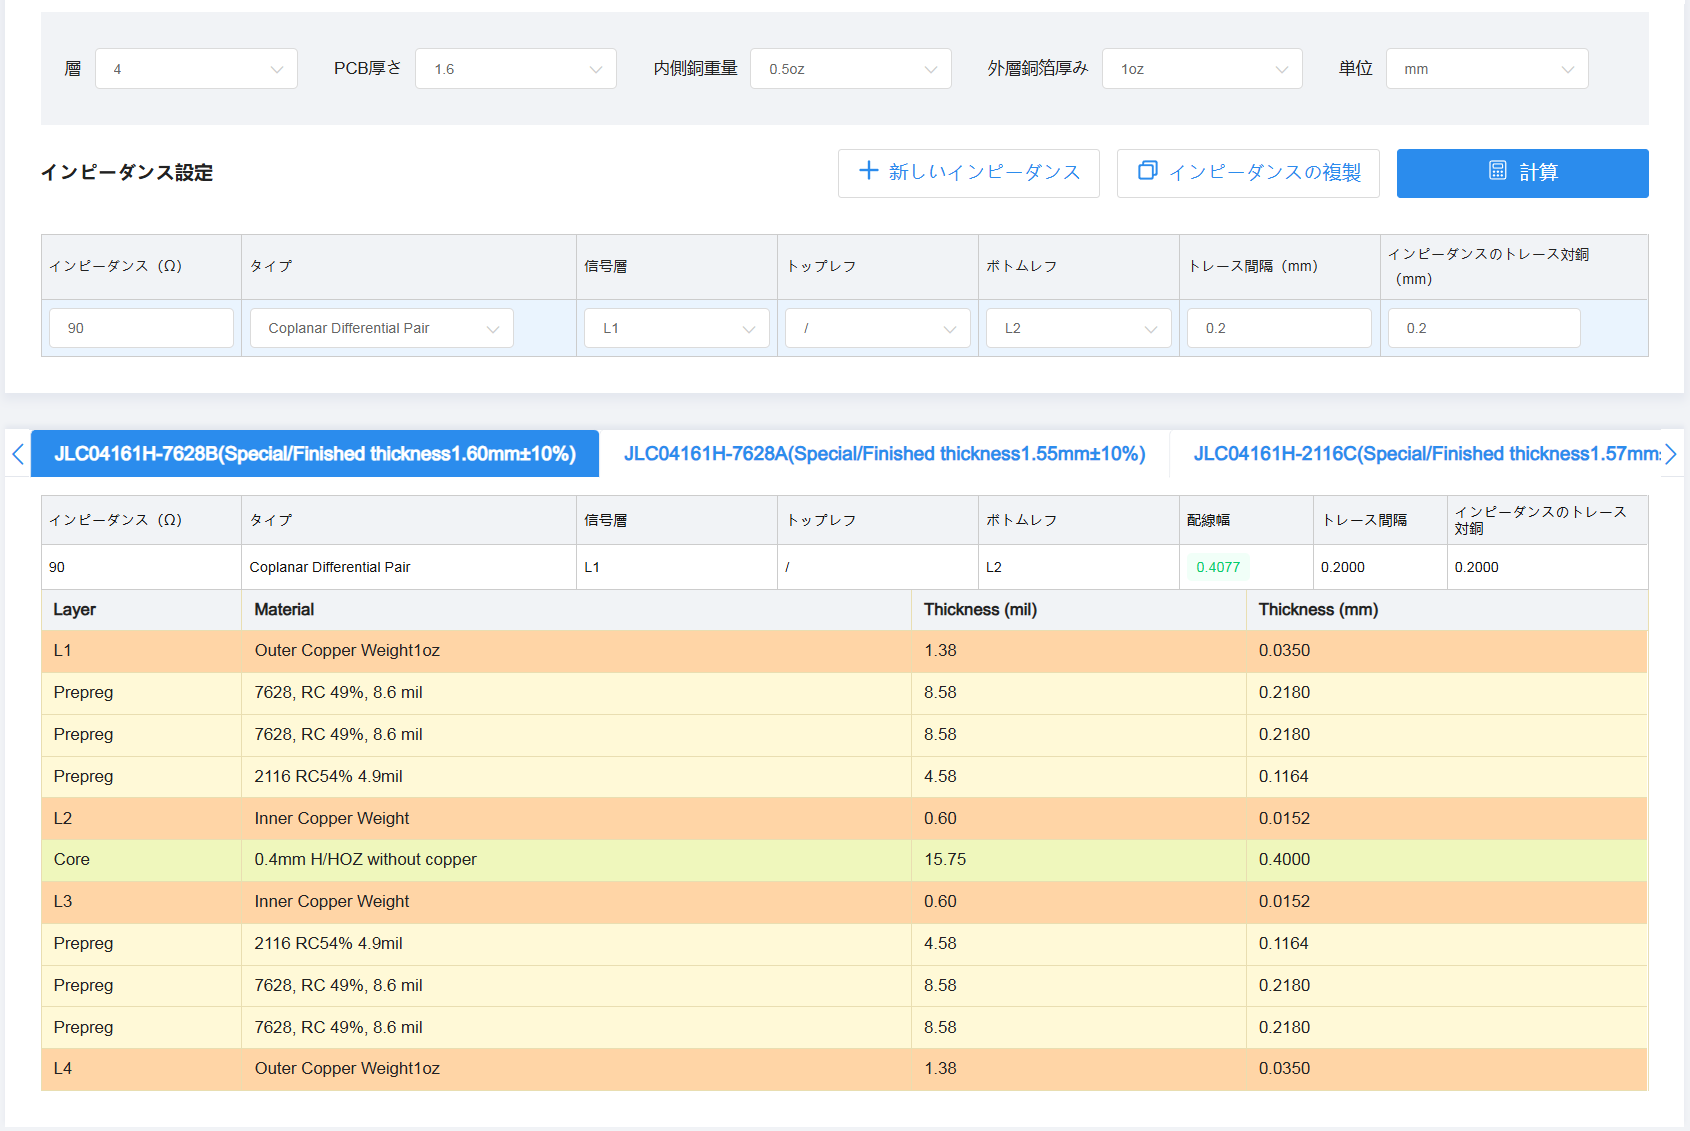 層 4 PCB厚さ 1.6 内側銅重量 0.5oz 外層銅箔厚み 1oz 単位 mm
インピーダンス設定 新しいインピーダンス インピーダンスの複製 計算
インピーダンス（Ω） タイプ 信号層 トップレフ ボトムレフ トレース間隔（mm） インピーダンスのトレース対銅
（mm）
90 Coplanar Differential Pair L1 / L2 0.2 0.2
JLC04161H-7628B(Special/Finished thickness1.60mm±10%) JLC04161H-7628A(Special/Finished thickness1.55mm±10%) JLC04161H-2116C(Special/Finished thickness1.57mm
インピーダンス（Ω） タイプ 信号層 トップレフ ボトムレフ 配線幅 トレース間隔 インピーダンスのトレース
対銅
90 Coplanar Differential Pair L1 / L2 0.4077 0.2000 0.2000
Layer Material Thickness (mil) Thickness (mm)
L1 Outer Copper Weight1oz 1.38 0.0350
Prepreg 7628, RC 49%, 8.6 mil 8.58 0.2180
Prepreg 7628, RC 49%, 8.6 mil 8.58 0.2180
Prepreg 2116 RC54% 4.9mil 4.58 0.1164
L2 Inner Copper Weight 0.60 0.0152
Core 0.4mm H/HOZ without copper 15.75 0.4000
L3 Inner Copper Weight 0.60 0.0152
Prepreg 2116 RC54% 4.9mil 4.58 0.1164
Prepreg 7628, RC 49%, 8.6 mil 8.58 0.2180
Prepreg 7628, RC 49%, 8.6 mil 8.58 0.2180
L4 Outer Copper Weight1oz 1.38 0.0350